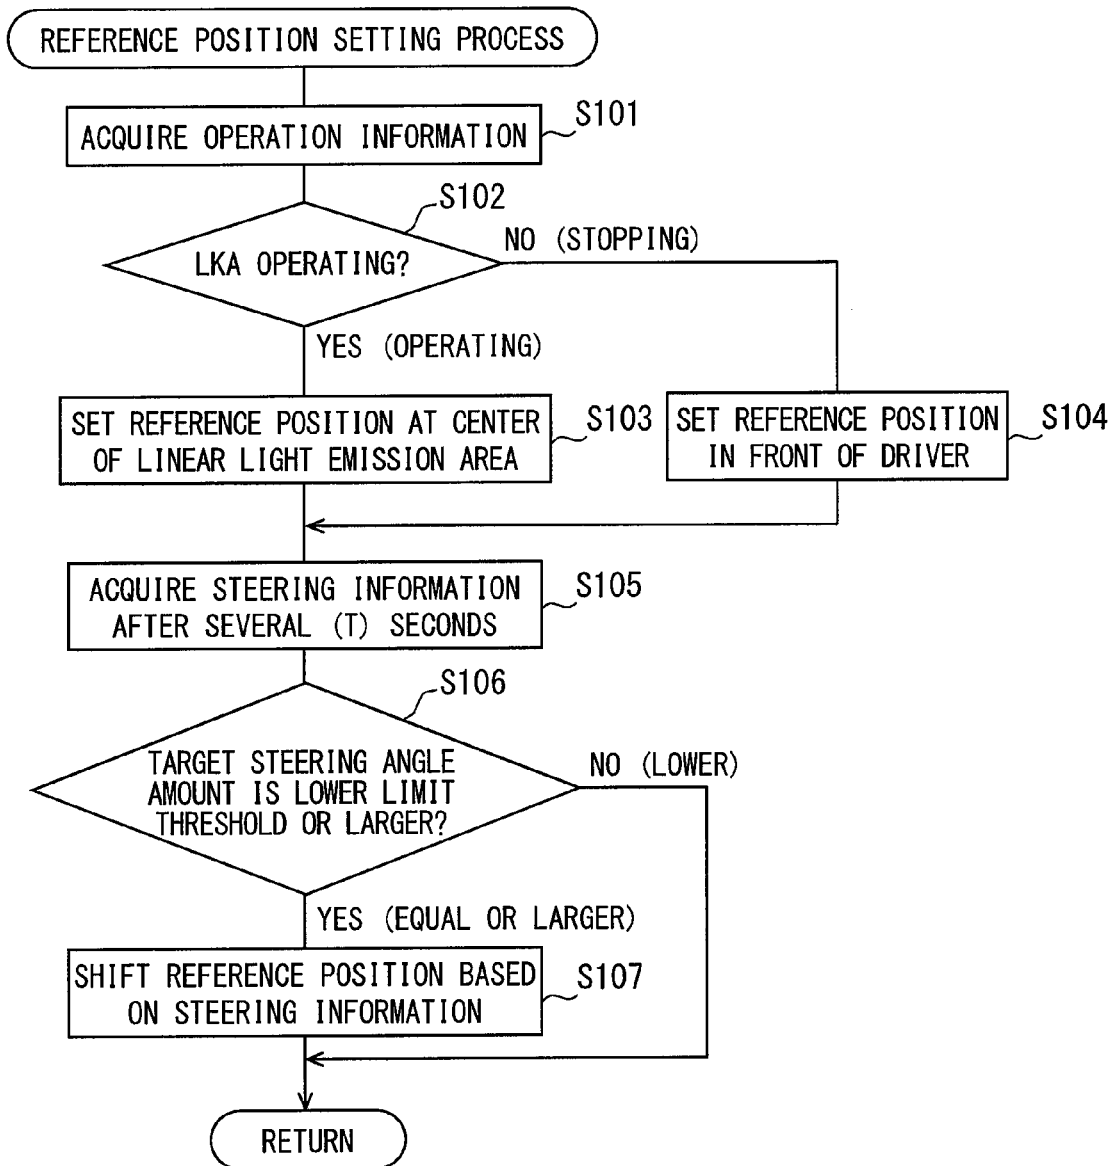 REFERENCE POSITION SETTING PROCESS
ACQUIRE OPERATION INFORMATION
S101
S102
LKA OPERATING?
NO (STOPPING)
YES (OPERATING)
SET REFERENCE POSITION AT CENTER
OF LINEAR LIGHT EMISSION AREA
S103
SET REFERENCE POSITION
IN FRONT OF DRIVER
S104
ACQUIRE STEERING INFORMATION
AFTER SEVERAL (T) SECONDS
S105
S106
TARGET STEERING ANGLE
AMOUNT IS LOWER LIMIT
THRESHOLD OR LARGER?
NO (LOWER)
YES (EQUAL OR LARGER)
SHIFT REFERENCE POSITION BASED
ON STEERING INFORMATION
S107
RETURN